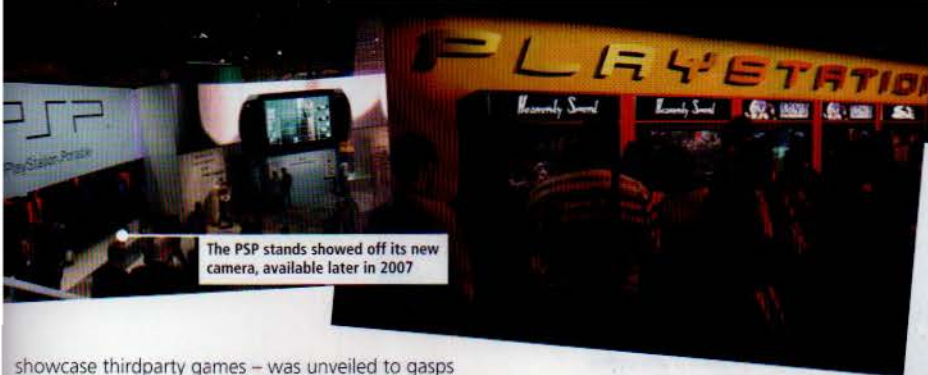 PSP
PlayStation Portable
PLAYSTATION
Heavenly Sword
Heavenly Sword
The PSP stands showed off its new
camera, available later in 2007
showcase thirdparty games – was unveiled to gasps